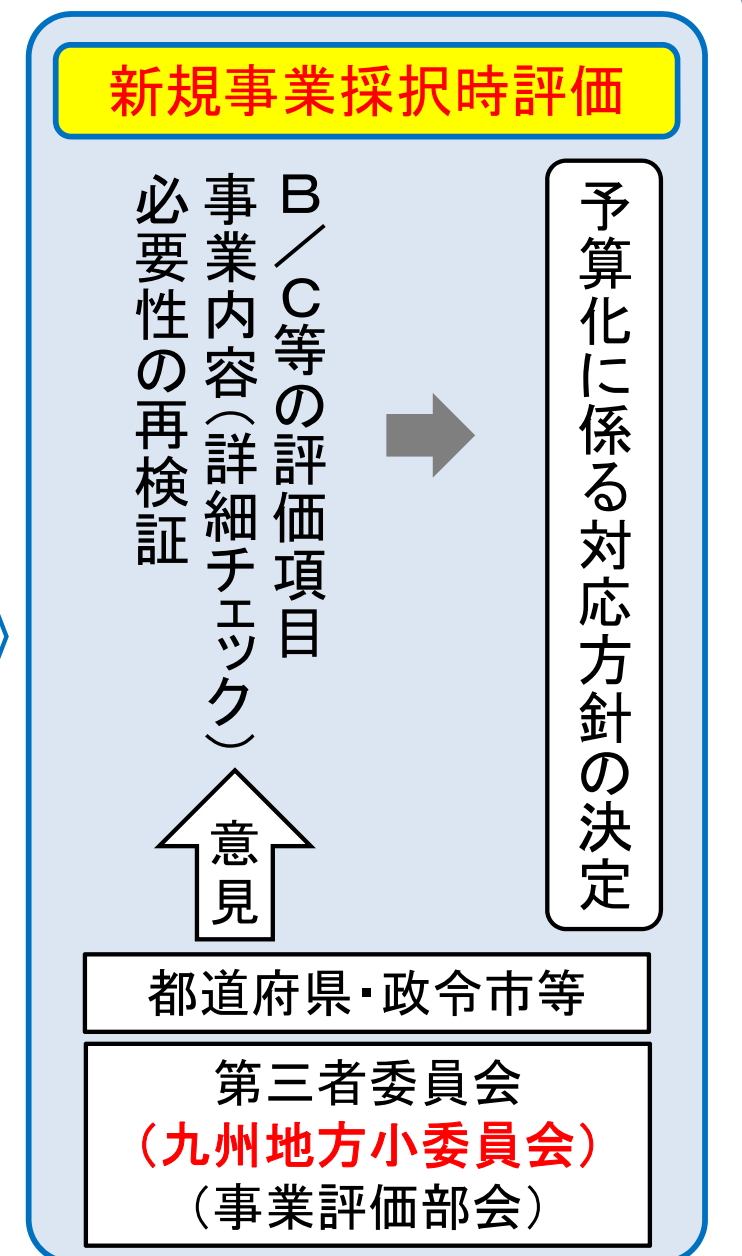 新規事業採択時評価
Ｂ／Ｃ等の評価項目
事業内容（詳細チェック）
必要性の再検証
予算化に係る対応方針の決定
意見
都道府県・政令市等
第三者委員会
（九州地方小委員会）
（事業評価部会）